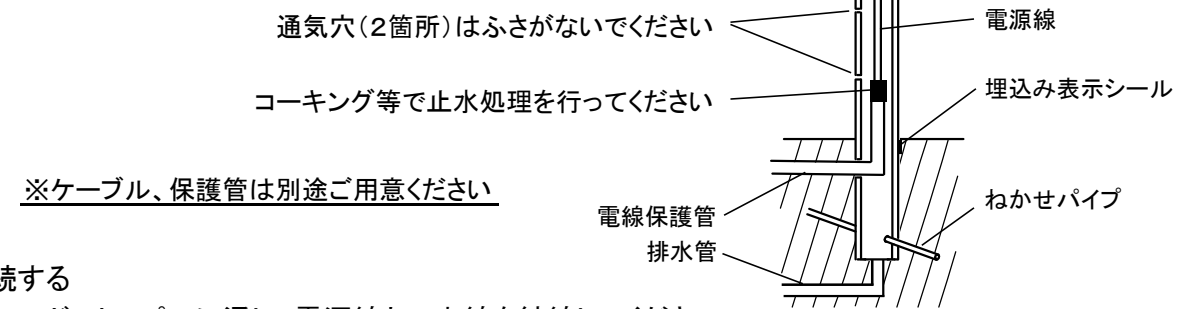 通気穴(2箇所)はふさがないでください
電源線
コーキング等で止水処理を行ってください
埋込み表示シール
※ケーブル、保護管は別途ご用意ください
電線保護管
ねかせパイプ
排水管
続する